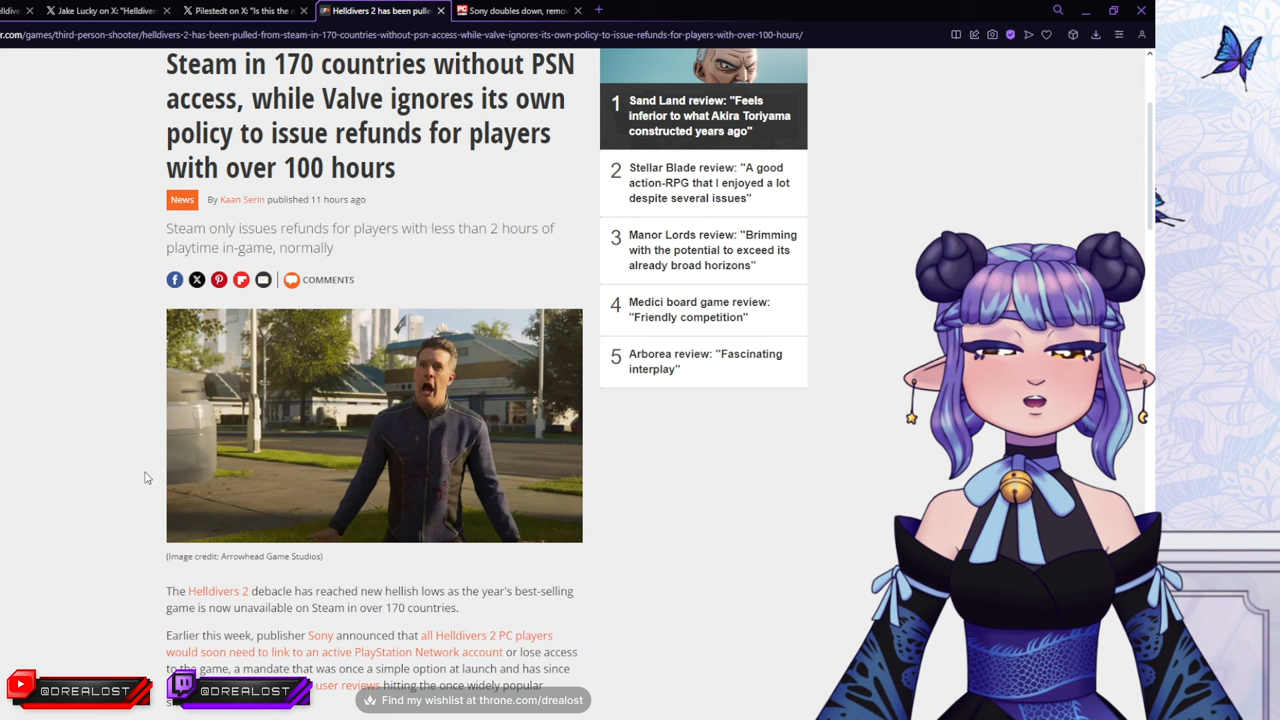 elldive
Jake Lucky on X: "Helldiver
Pilestedt on X: "Is this the n
Helldivers 2 has been pulle
Sony doubles down, remov
r.com/games/third-person-shooter/helldivers-2-has-been-pulled-from-steam-in-170-countries-without-psn-access-while-valve-ignores-its-own-policy-to-issue-refunds-for-players-with-over-100-hours/
Steam in 170 countries without PSN
access, while Valve ignores its own
policy to issue refunds for players
with over 100 hours
News
By Kaan Serin published 11 hours ago
Steam only issues refunds for players with less than 2 hours of
playtime in-game, normally
COMMENTS
(Image credit: Arrowhead Game Studios)
The Helldivers 2 debacle has reached new hellish lows as the year's best-selling
game is now unavailable on Steam in over 170 countries.
Earlier this week, publisher Sony announced that all Helldivers 2 PC players
would soon need to link to an active PlayStation Network account or lose access
to the game, a mandate that was once a simple option at launch and has since
user reviews hitting the once widely popular
1 Sand Land review: "Feels
inferior to what Akira Toriyama
constructed years ago"
2 Stellar Blade review: "A good
action-RPG that I enjoyed a lot
despite several issues"
3 Manor Lords review: "Brimming
with the potential to exceed its
already broad horizons"
4 Medici board game review:
"Friendly competition"
5 Arborea review: "Fascinating
interplay"
@DREALOST
@DREALOST
Find my wishlist at throne.com/drealost